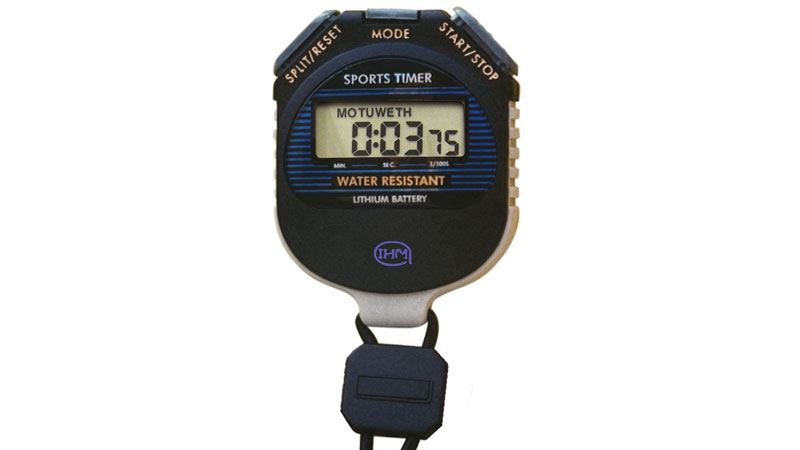 SPLIT/RESET
MODE
START/STOP
SPORTS TIMER
MOTUWETH
0:03 75
MIN. SEC. 1/100S
WATER RESISTANT
LITHIUM BATTERY
IHM